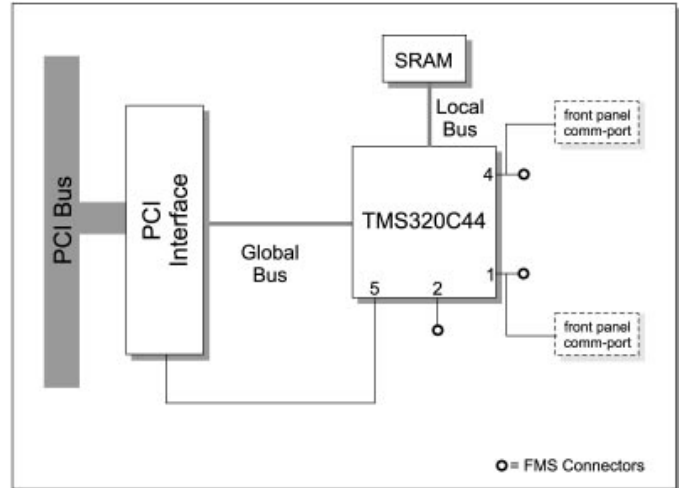 SRAM
Local
Bus
front panel
comm-port
4
TMS320C44
PCI Bus
PCI
Interface
Global
Bus
1
5
2
front panel
comm-port
= FMS Connectors